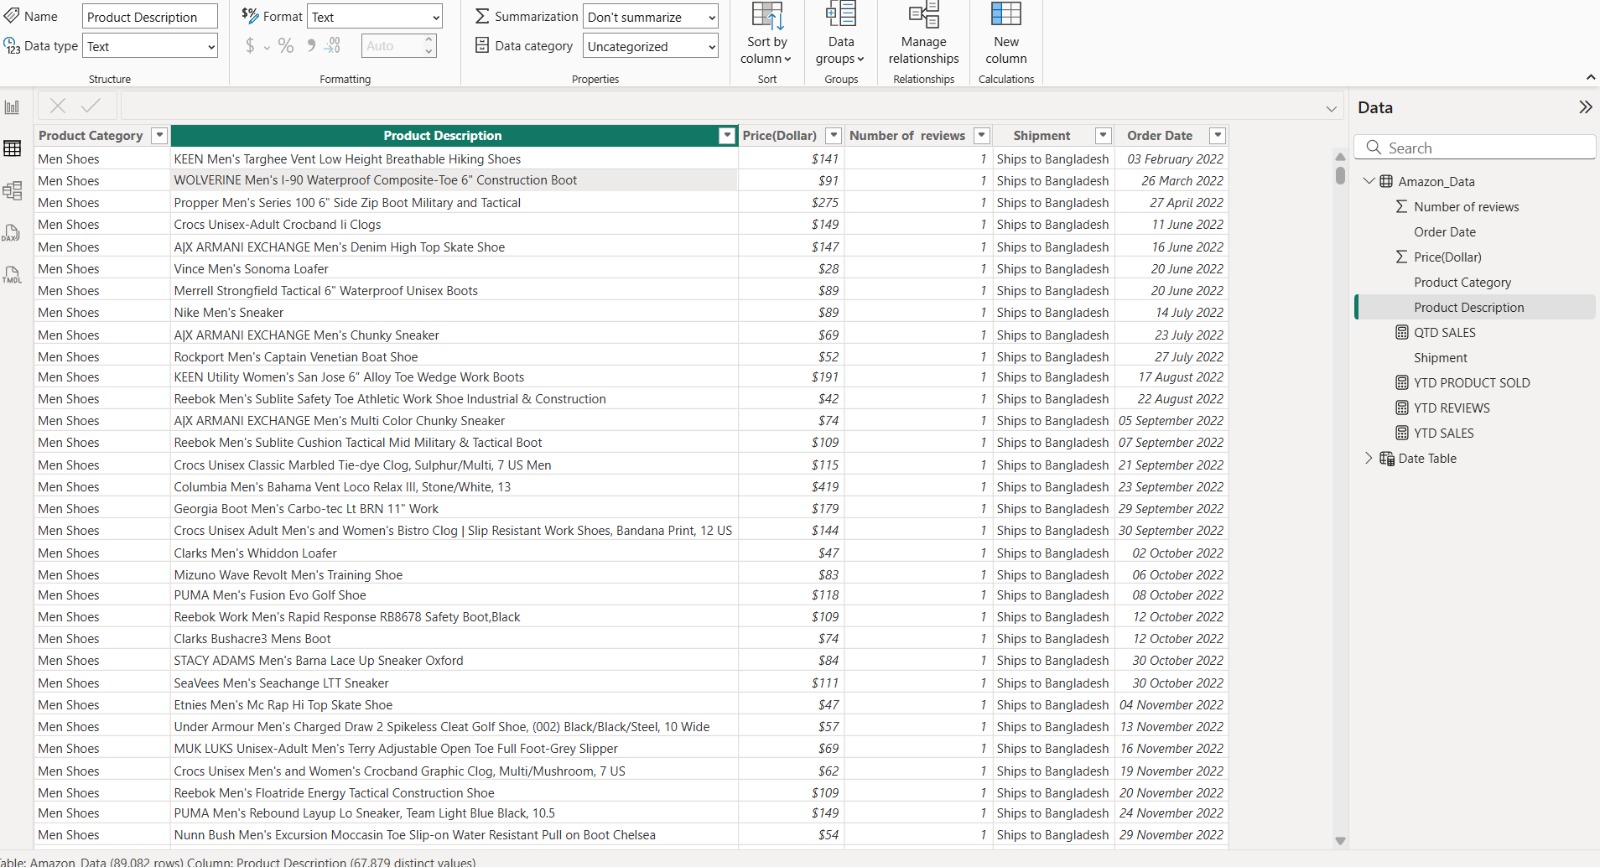 Name Product Description Format Text Summarization Don't summarize
Data type Text $ % 9 .00 Auto Data category Uncategorized
Sort by column Data groups Manage relationships New column
Structure Formatting Properties Sort Groups Relationships Calculations
Product Category Product Description Price(Dollar) Number of reviews Shipment Order Date
Men Shoes KEEN Men's Targhee Vent Low Height Breathable Hiking Shoes $141 1 Ships to Bangladesh 03 February 2022
Men Shoes WOLVERINE Men's I-90 Waterproof Composite-Toe 6" Construction Boot $91 1 Ships to Bangladesh 26 March 2022
Men Shoes Propper Men's Series 100 6" Side Zip Boot Military and Tactical $275 1 Ships to Bangladesh 27 April 2022
Men Shoes Crocs Unisex-Adult Crocband Ii Clogs $149 1 Ships to Bangladesh 11 June 2022
Men Shoes A|X ARMANI EXCHANGE Men's Denim High Top Skate Shoe $147 1 Ships to Bangladesh 16 June 2022
Men Shoes Vince Men's Sonoma Loafer $28 1 Ships to Bangladesh 20 June 2022
Men Shoes Merrell Strongfield Tactical 6" Waterproof Unisex Boots $89 1 Ships to Bangladesh 20 June 2022
Men Shoes Nike Men's Sneaker $89 1 Ships to Bangladesh 14 July 2022
Men Shoes A|X ARMANI EXCHANGE Men's Chunky Sneaker $69 1 Ships to Bangladesh 23 July 2022
Men Shoes Rockport Men's Captain Venetian Boat Shoe $52 1 Ships to Bangladesh 27 July 2022
Men Shoes KEEN Utility Women's San Jose 6" Alloy Toe Wedge Work Boots $191 1 Ships to Bangladesh 17 August 2022
Men Shoes Reebok Men's Sublite Safety Toe Athletic Work Shoe Industrial & Construction $42 1 Ships to Bangladesh 22 August 2022
Men Shoes A|X ARMANI EXCHANGE Men's Multi Color Chunky Sneaker $74 1 Ships to Bangladesh 05 September 2022
Men Shoes Reebok Men's Sublite Cushion Tactical Mid Military & Tactical Boot $109 1 Ships to Bangladesh 07 September 2022
Men Shoes Crocs Unisex Classic Marbled Tie-dye Clog, Sulphur/Multi, 7 US Men $115 1 Ships to Bangladesh 21 September 2022
Men Shoes Columbia Men's Bahama Vent Loco Relax III, Stone/White, 13 $419 1 Ships to Bangladesh 23 September 2022
Men Shoes Georgia Boot Men's Carbo-tec Lt BRN 11" Work $179 1 Ships to Bangladesh 29 September 2022
Men Shoes Crocs Unisex Adult Men's and Women's Bistro Clog | Slip Resistant Work Shoes, Bandana Print, 12 US $144 1 Ships to Bangladesh 30 September 2022
Men Shoes Clarks Men's Whiddon Loafer $47 1 Ships to Bangladesh 02 October 2022
Men Shoes Mizuno Wave Revolt Men's Training Shoe $83 1 Ships to Bangladesh 06 October 2022
Men Shoes PUMA Men's Fusion Evo Golf Shoe $118 1 Ships to Bangladesh 08 October 2022
Men Shoes Reebok Work Men's Rapid Response RB8678 Safety Boot,Black $109 1 Ships to Bangladesh 12 October 2022
Men Shoes Clarks Bushacre3 Mens Boot $74 1 Ships to Bangladesh 12 October 2022
Men Shoes STACY ADAMS Men's Barna Lace Up Sneaker Oxford $84 1 Ships to Bangladesh 30 October 2022
Men Shoes SeaVees Men's Seachange LTT Sneaker $111 1 Ships to Bangladesh 30 October 2022
Men Shoes Etnies Men's Mc Rap Hi Top Skate Shoe $47 1 Ships to Bangladesh 04 November 2022
Men Shoes Under Armour Men's Charged Draw 2 Spikeless Cleat Golf Shoe, (002) Black/Black/Steel, 10 Wide $57 1 Ships to Bangladesh 13 November 2022
Men Shoes MUK LUKS Unisex-Adult Men's Terry Adjustable Open Toe Full Foot-Grey Slipper $69 1 Ships to Bangladesh 16 November 2022
Men Shoes Crocs Unisex Men's and Women's Crocband Graphic Clog, Multi/Mushroom, 7 US $62 1 Ships to Bangladesh 19 November 2022
Men Shoes Reebok Men's Floatride Energy Tactical Construction Shoe $109 1 Ships to Bangladesh 20 November 2022
Men Shoes PUMA Men's Rebound Layup Lo Sneaker, Team Light Blue Black, 10.5 $149 1 Ships to Bangladesh 24 November 2022
Men Shoes Nunn Bush Men's Excursion Moccasin Toe Slip-on Water Resistant Pull on Boot Chelsea $54 1 Ships to Bangladesh 29 November 2022
Data
Search
Amazon_Data
Number of reviews
Order Date
Price(Dollar)
Product Category
Product Description
QTD SALES
Shipment
YTD PRODUCT SOLD
YTD REVIEWS
YTD SALES
Date Table
DAX
TMDL
able: Amazon_Data (89,082 rows) Column: Product Description (67,879 distinct values)